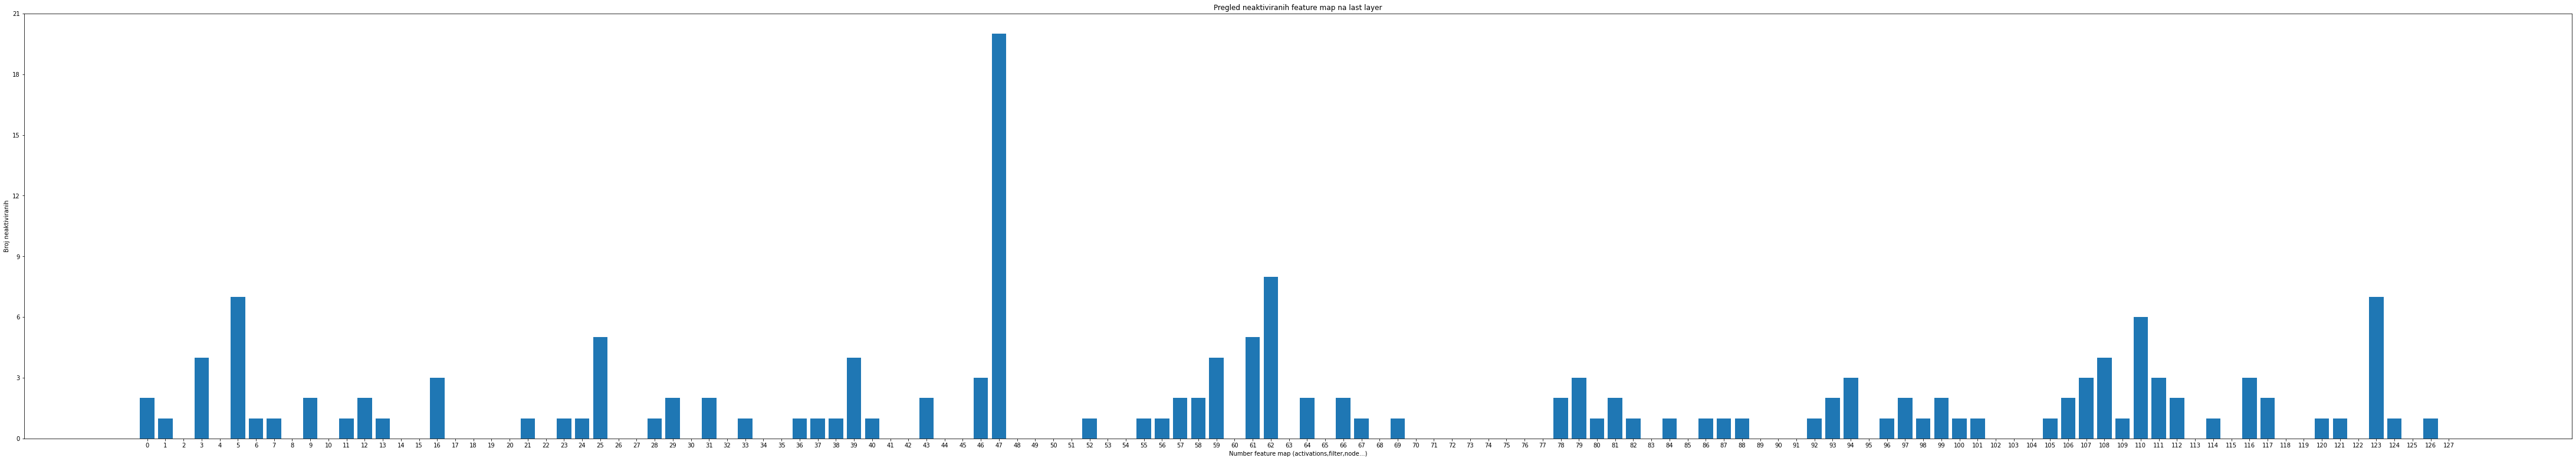 Pregled neaktiviranih feature map na last layer
21
18
15
12
9
6
3
0
Broj neaktiviranih
0 1 2 3 4 5 6 7 8 9 10 11 12 13 14 15 16 17 18 19 20 21 22 23 24 25 26 27 28 29 30 31 32 33 34 35 36 37 38 39 40 41 42 43 44 45 46 47 48 49 50 51 52 53 54 55 56 57 58 59 60 61 62 63 64 65 66 67 68 69 70 71 72 73 74 75 76 77 78 79 80 81 82 83 84 85 86 87 88 89 90 91 92 93 94 95 96 97 98 99 100 101 102 103 104 105 106 107 108 109 110 111 112 113 114 115 116 117 118 119 120 121 122 123 124 125 126 127
Number feature map (activations,filter,node...)